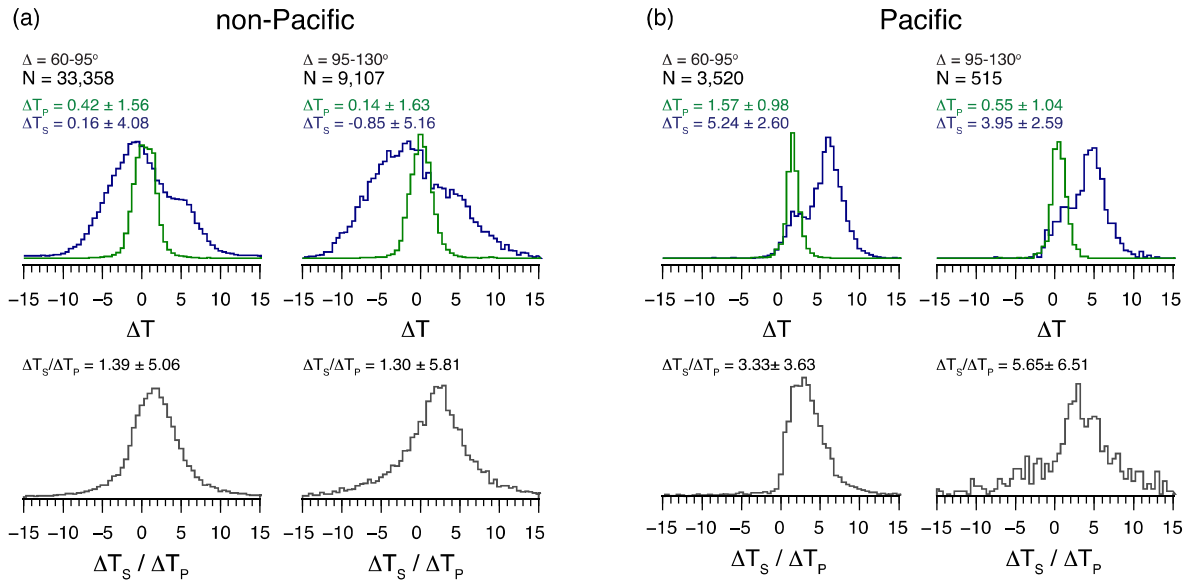 (a) non-Pacific
Δ = 60-95°
N = 33,358
ΔT_P = 0.42 ± 1.56
ΔT_S = 0.16 ± 4.08
−15 −10 −5 0 5 10 15
ΔT
Δ = 95-130°
N = 9,107
ΔT_P = 0.14 ± 1.63
ΔT_S = -0.85 ± 5.16
−15 −10 −5 0 5 10 15
ΔT
ΔT_S/ΔT_P = 1.39 ± 5.06
−15 −10 −5 0 5 10 15
ΔT_S / ΔT_P
ΔT_S/ΔT_P = 1.30 ± 5.81
−15 −10 −5 0 5 10 15
ΔT_S / ΔT_P
(b) Pacific
Δ = 60-95°
N = 3,520
ΔT_P = 1.57 ± 0.98
ΔT_S = 5.24 ± 2.60
−15 −10 −5 0 5 10 15
ΔT
Δ = 95-130°
N = 515
ΔT_P = 0.55 ± 1.04
ΔT_S = 3.95 ± 2.59
−15 −10 −5 0 5 10 15
ΔT
ΔT_S/ΔT_P = 3.33± 3.63
−15 −10 −5 0 5 10 15
ΔT_S / ΔT_P
ΔT_S/ΔT_P = 5.65± 6.51
−15 −10 −5 0 5 10 15
ΔT_S / ΔT_P